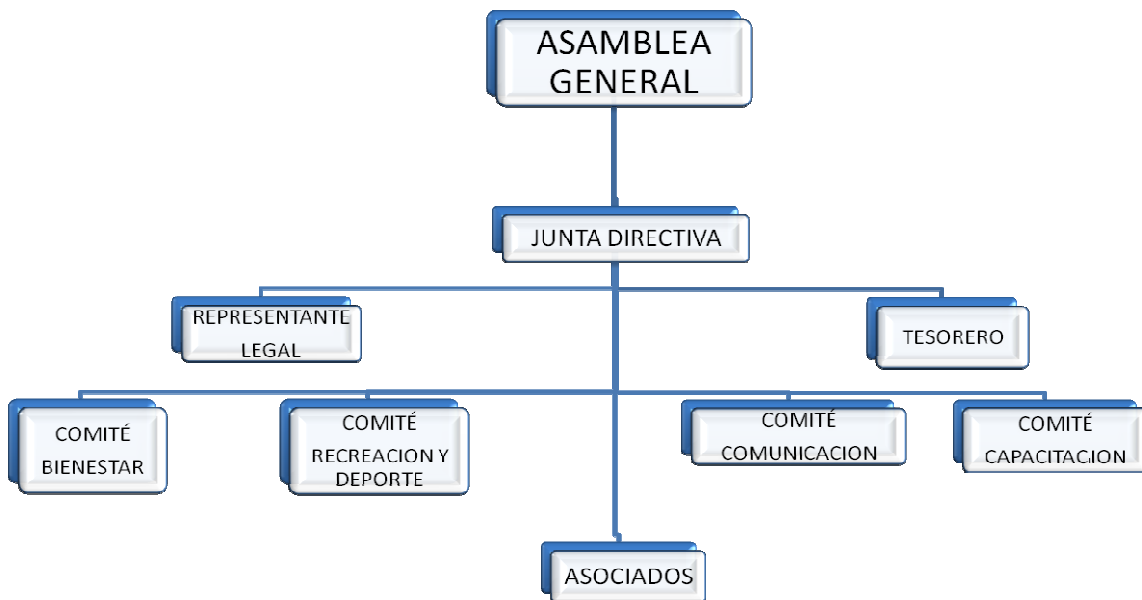 ASAMBLEA
GENERAL
JUNTA DIRECTIVA
REPRESENTANTE
LEGAL
TESORERO
COMITÉ
BIENESTAR
COMITÉ
RECREACION Y
DEPORTE
COMITÉ
COMUNICACION
COMITÉ
CAPACITACION
ASOCIADOS